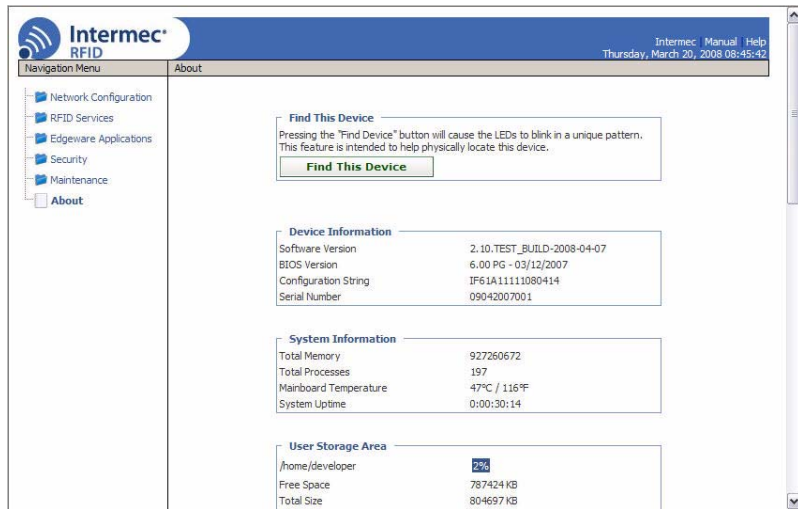 Intermec
RFID
Intermec | Manual | Help
Thursday, March 20, 2008 08:45:42
Navigation Menu
About
Network Configuration
RFID Services
Edgeware Applications
Security
Maintenance
About
Find This Device
Pressing the "Find Device" button will cause the LEDs to blink in a unique pattern.
This feature is intended to help physically locate this device.
Find This Device
Device Information
Software Version 2.10.TEST_BUILD-2008-04-07
BIOS Version 6.00 PG - 03/12/2007
Configuration String IF61A11111080414
Serial Number 09042007001
System Information
Total Memory 927260672
Total Processes 197
Mainboard Temperature 47°C / 116°F
System Uptime 0:00:30:14
User Storage Area
/home/developer 2%
Free Space 787424 KB
Total Size 804697 KB